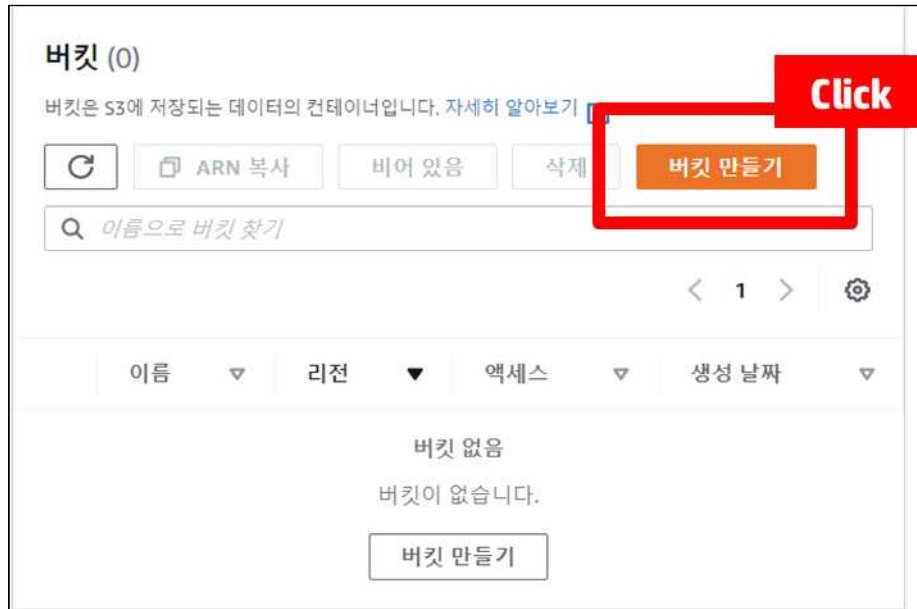 버킷 (0)
Click
버킷은 S3에 저장되는 데이터의 컨테이너입니다. 자세히 알아보기
ARN 복사 비어 있음 삭제 버킷 만들기
이름으로 버킷 찾기
1
이름 리전 액세스 생성 날짜
버킷 없음
버킷이 없습니다.
버킷 만들기